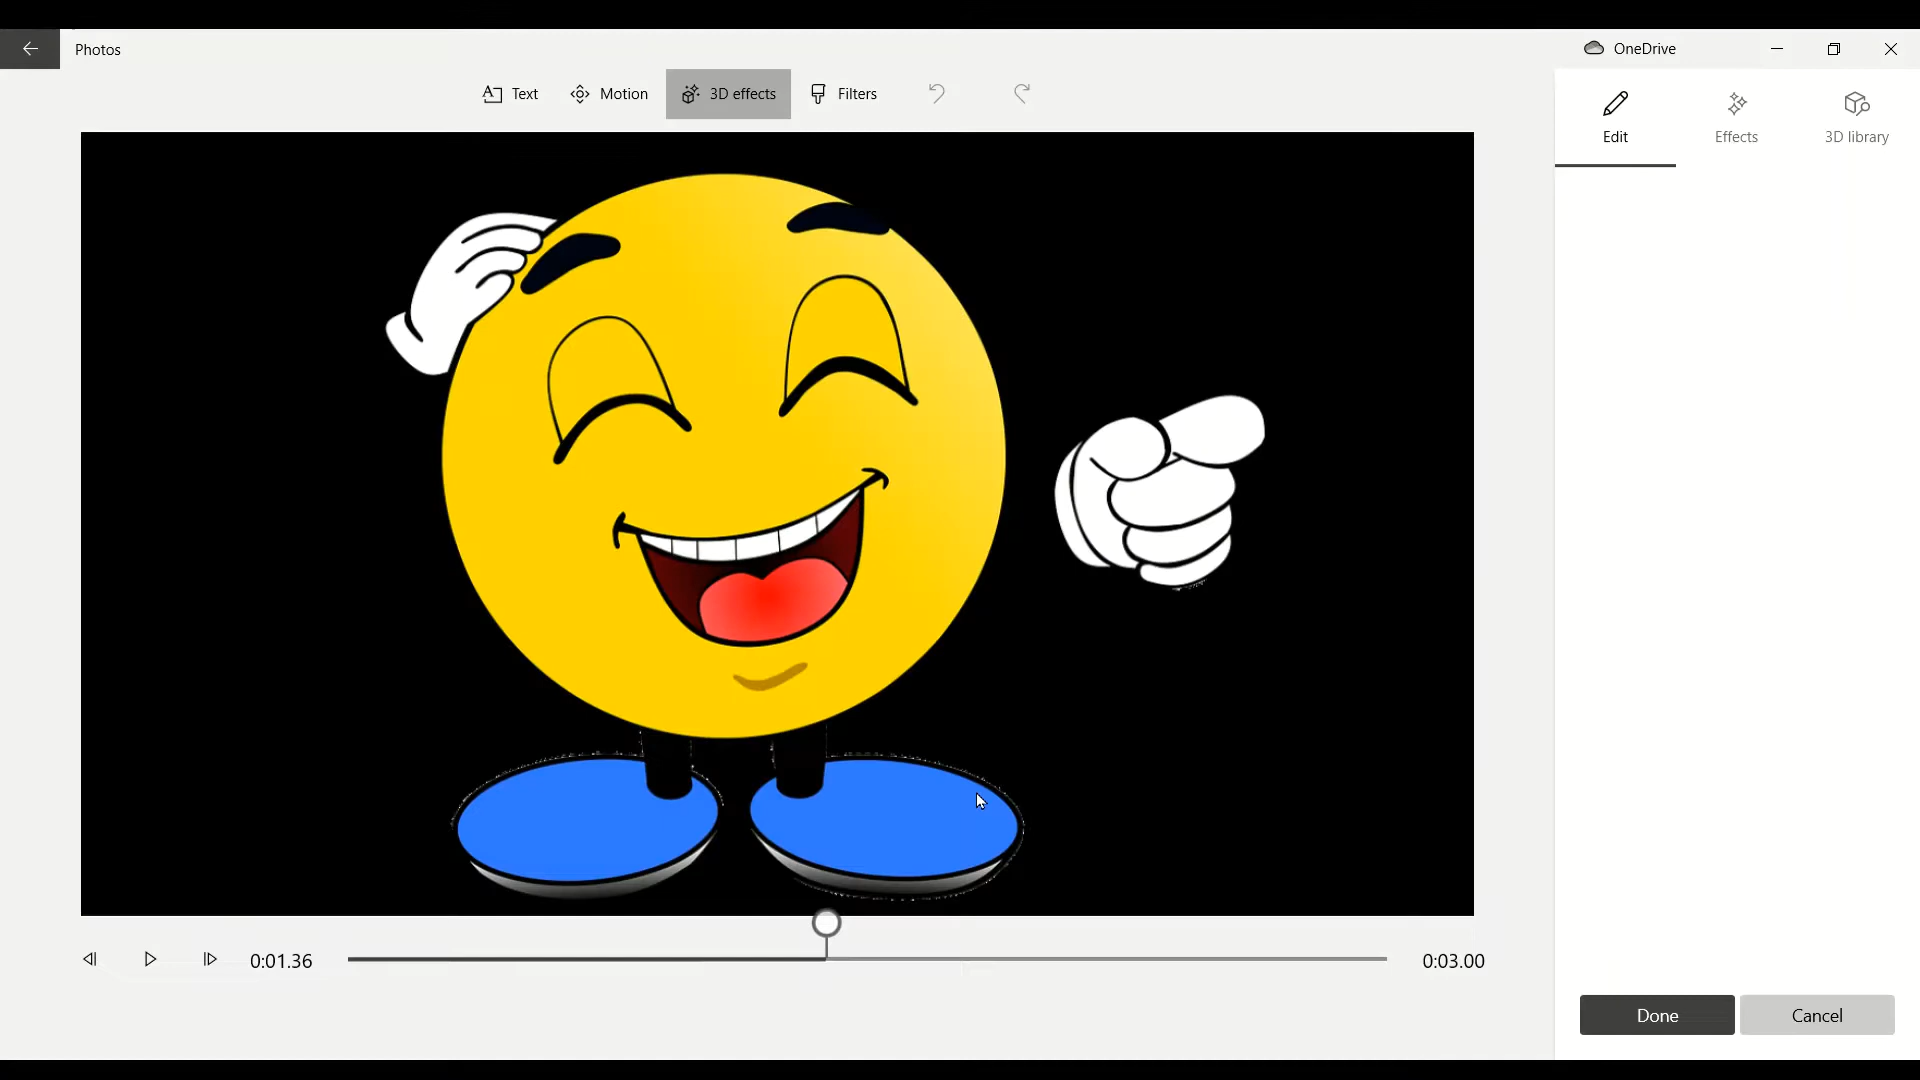 Photos
OneDrive
Text
Motion
3D effects
Filters
Edit
Effects
3D library
0:01.36
0:03.00
Done
Cancel